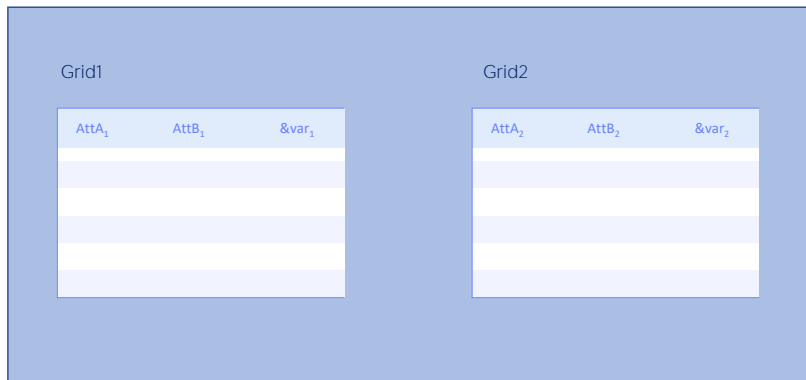 Grid1
Grid2
AttA₁ AttB₁ &var₁
AttA₂ AttB₂ &var₂